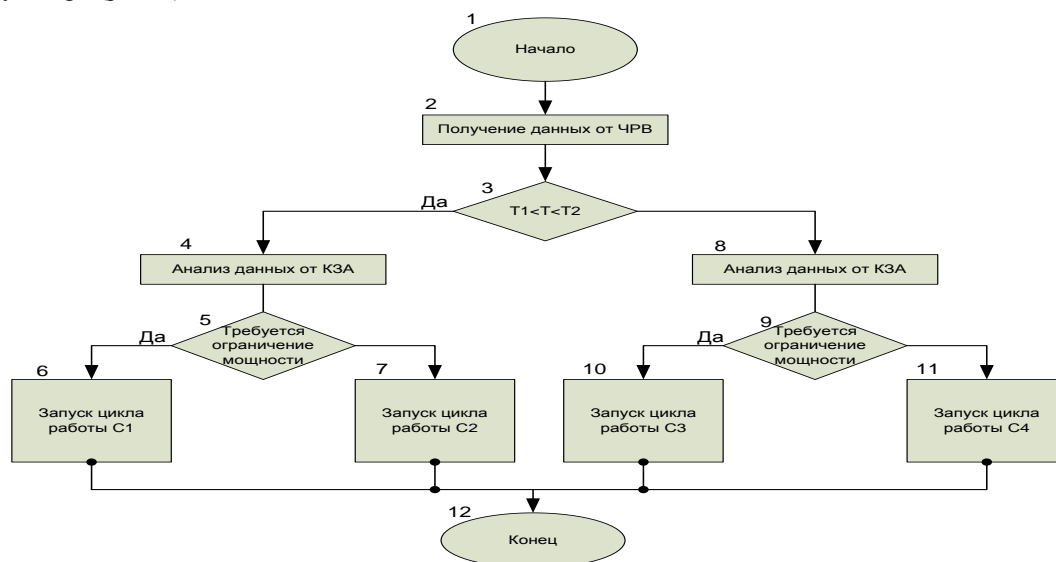 1
Начало
2
Получение данных от ЧРВ
3
Да
T1<T<T2
4
Анализ данных от КЗА
8
Анализ данных от КЗА
5
Да
Требуется
ограничение
мощности
9
Да
Требуется
ограничение
мощности
6
Запуск цикла
работы С1
7
Запуск цикла
работы С2
10
Запуск цикла
работы С3
11
Запуск цикла
работы С4
12
Конец